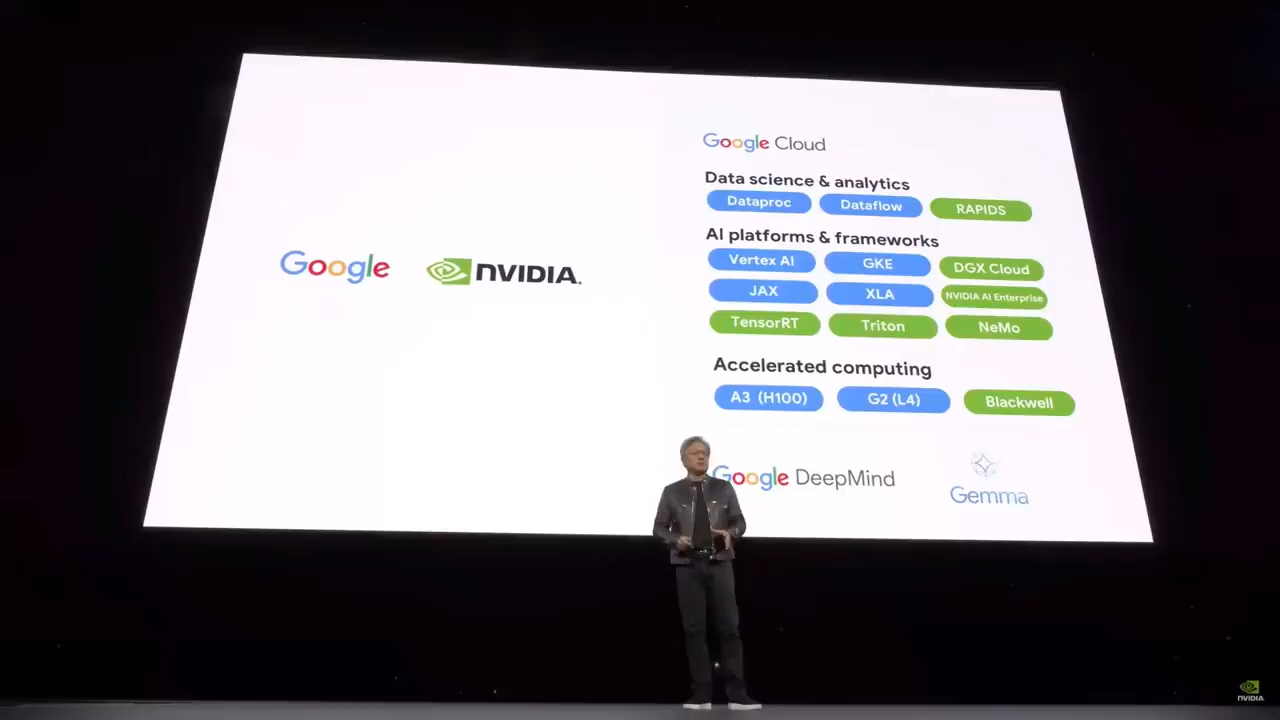 Google NVIDIA.
Google Cloud
Data science & analytics
Dataproc Dataflow RAPIDS
AI platforms & frameworks
Vertex AI GKE DGX Cloud
JAX XLA NVIDIA AI Enterprise
TensorRT Triton NeMo
Accelerated computing
A3 (H100) G2 (L4) Blackwell
Google DeepMind Gemma
NVIDIA